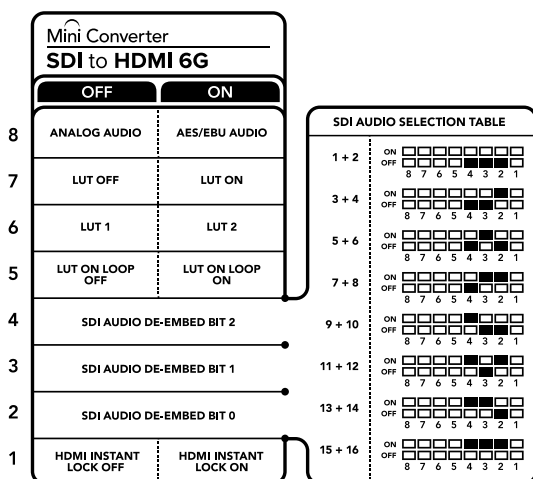 Mini Converter
SDI to HDMI 6G
OFF ON
8 ANALOG AUDIO AES/EBU AUDIO
7 LUT OFF LUT ON
6 LUT 1 LUT 2
5 LUT ON LOOP OFF LUT ON LOOP ON
4 SDI AUDIO DE-EMBED BIT 2
3 SDI AUDIO DE-EMBED BIT 1
2 SDI AUDIO DE-EMBED BIT 0
1 HDMI INSTANT LOCK OFF HDMI INSTANT LOCK ON
SDI AUDIO SELECTION TABLE
1 + 2
ON
OFF
8 7 6 5 4 3 2 1
3 + 4
ON
OFF
8 7 6 5 4 3 2 1
5 + 6
ON
OFF
8 7 6 5 4 3 2 1
7 + 8
ON
OFF
8 7 6 5 4 3 2 1
9 + 10
ON
OFF
8 7 6 5 4 3 2 1
11 + 12
ON
OFF
8 7 6 5 4 3 2 1
13 + 14
ON
OFF
8 7 6 5 4 3 2 1
15 + 16
ON
OFF
8 7 6 5 4 3 2 1